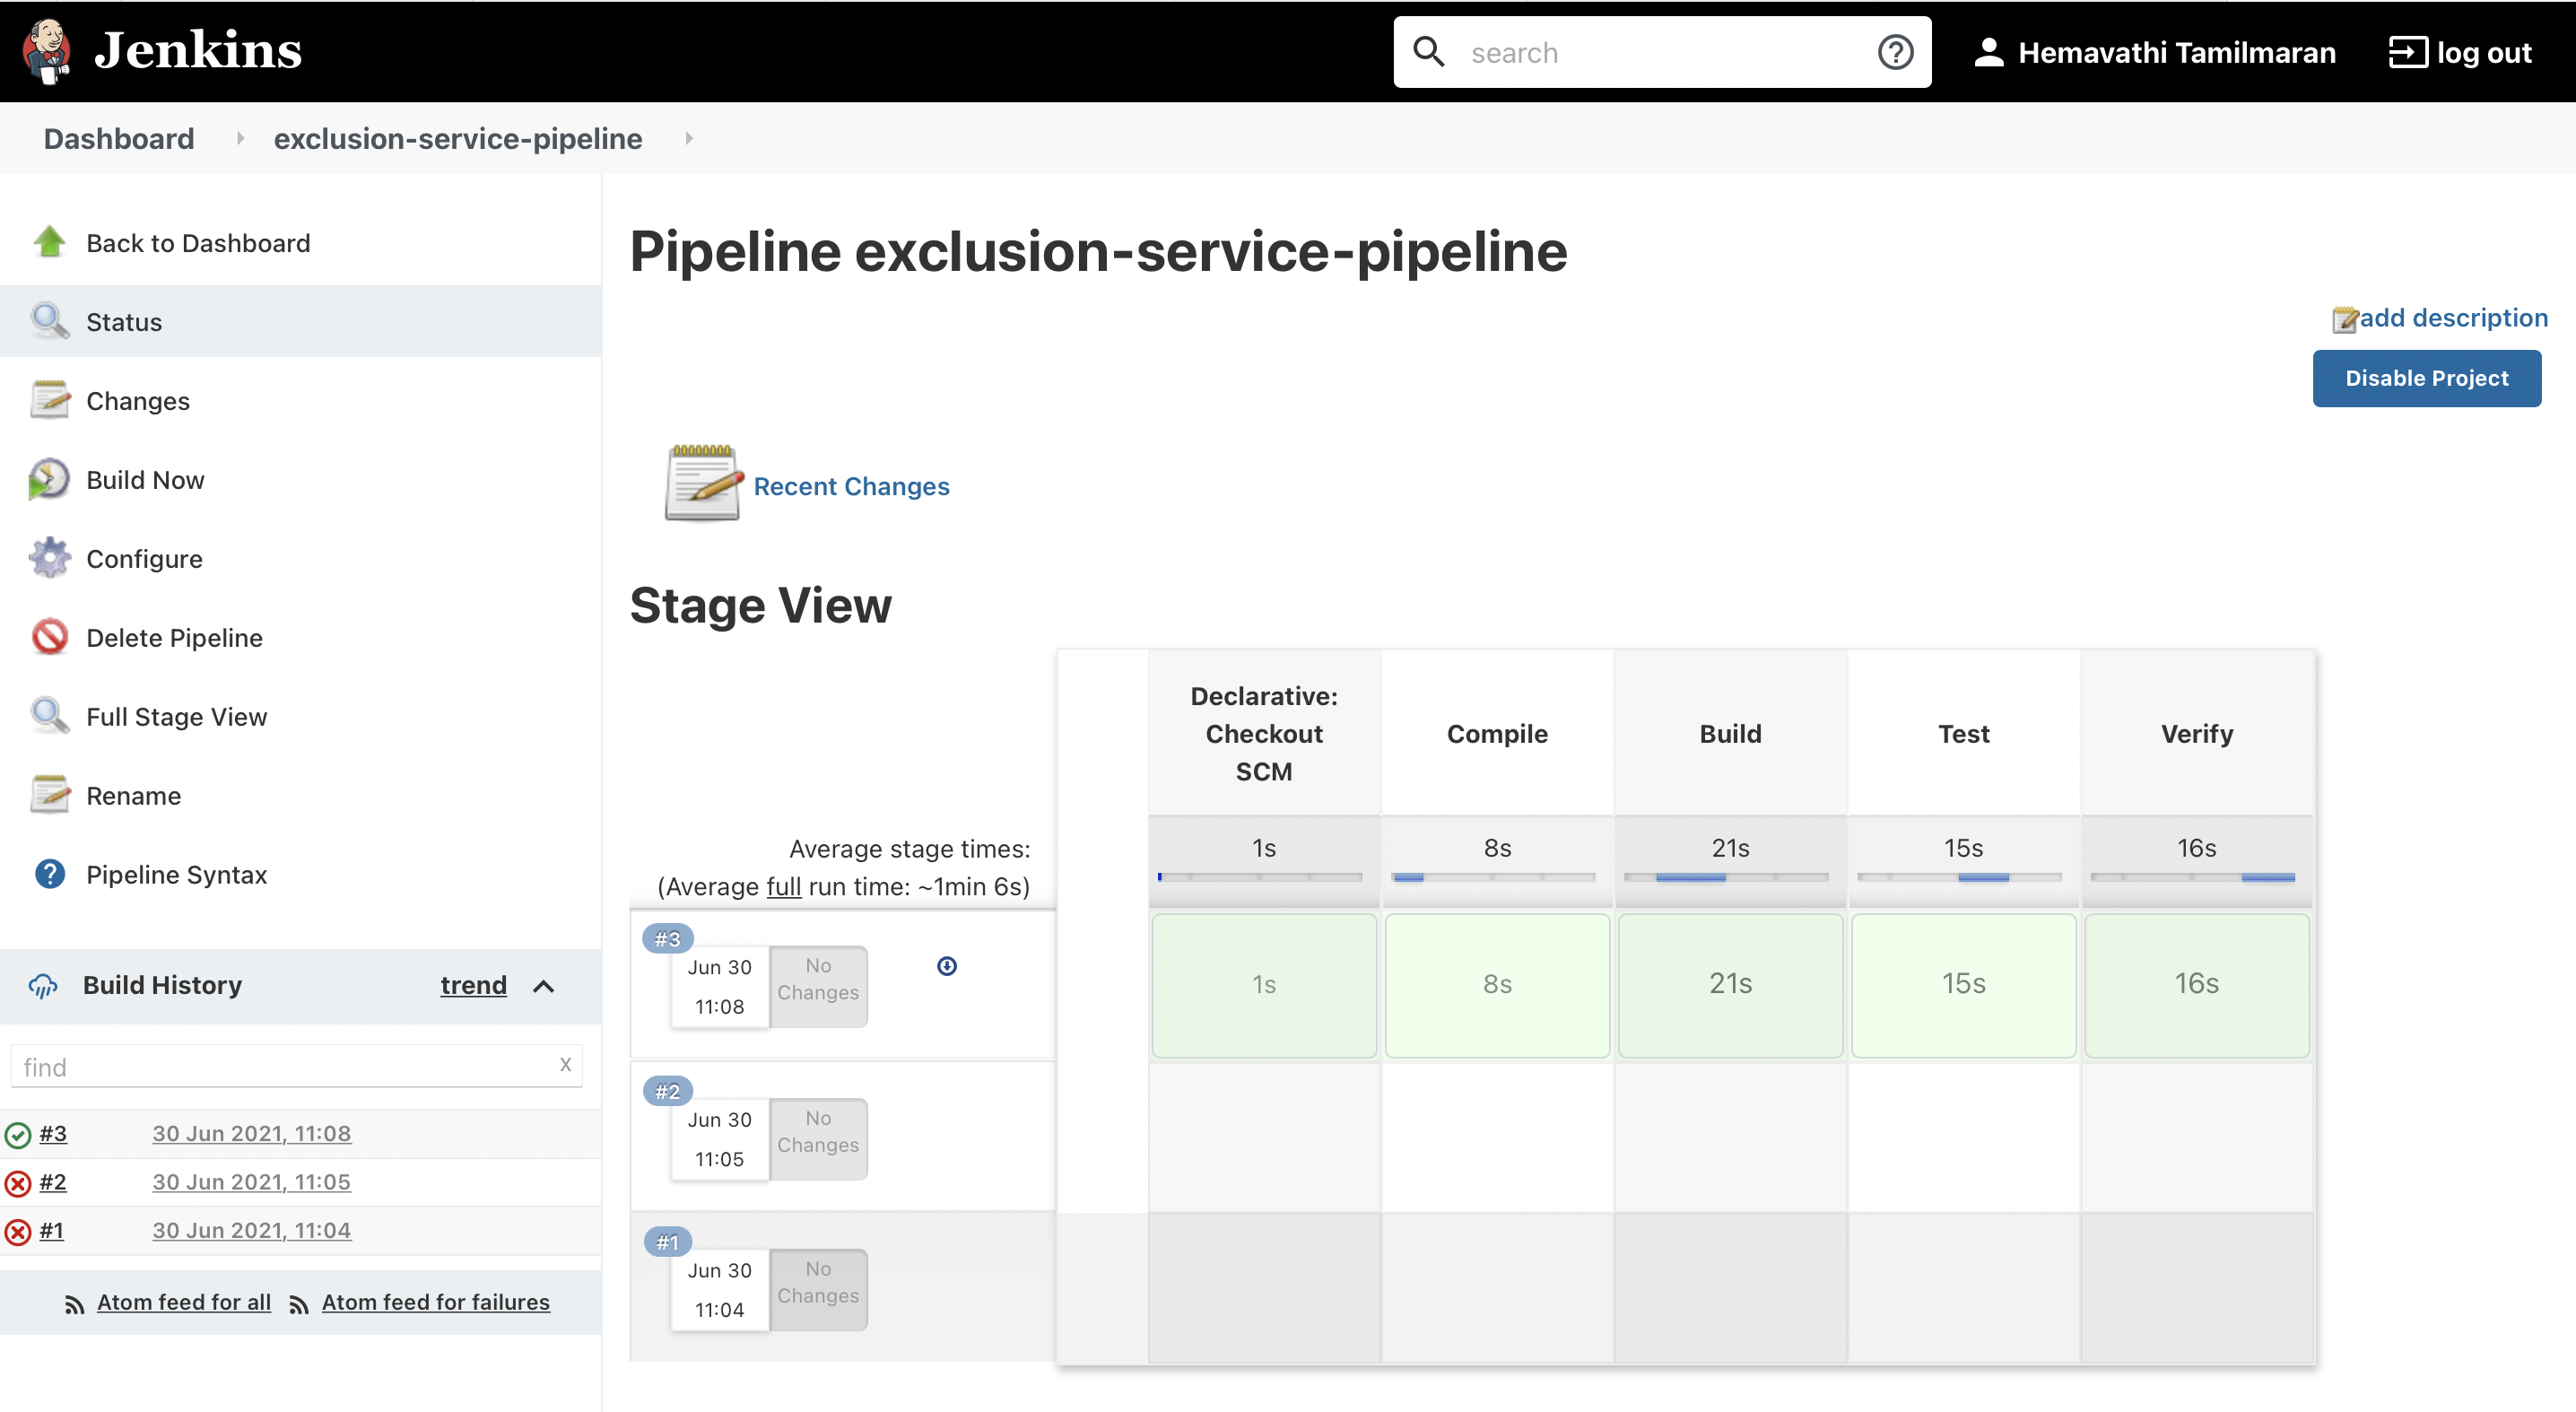 Jenkins
search
Hemavathi Tamilmaran
log out
Dashboard
exclusion-service-pipeline
Back to Dashboard
Status
Changes
Build Now
Configure
Delete Pipeline
Full Stage View
Rename
Pipeline Syntax
Build History
trend
find
X
#3
30 Jun 2021, 11:08
#2
30 Jun 2021, 11:05
#1
30 Jun 2021, 11:04
Atom feed for all
Atom feed for failures
Pipeline exclusion-service-pipeline
add description
Disable Project
Recent Changes
Stage View
Declarative:
Checkout
SCM
Compile
Build
Test
Verify
Average stage times:
(Average full run time: ~1min 6s)
1s
8s
21s
15s
16s
#3
Jun 30
11:08
No
Changes
1s
8s
21s
15s
16s
#2
Jun 30
11:05
No
Changes
#1
Jun 30
11:04
No
Changes